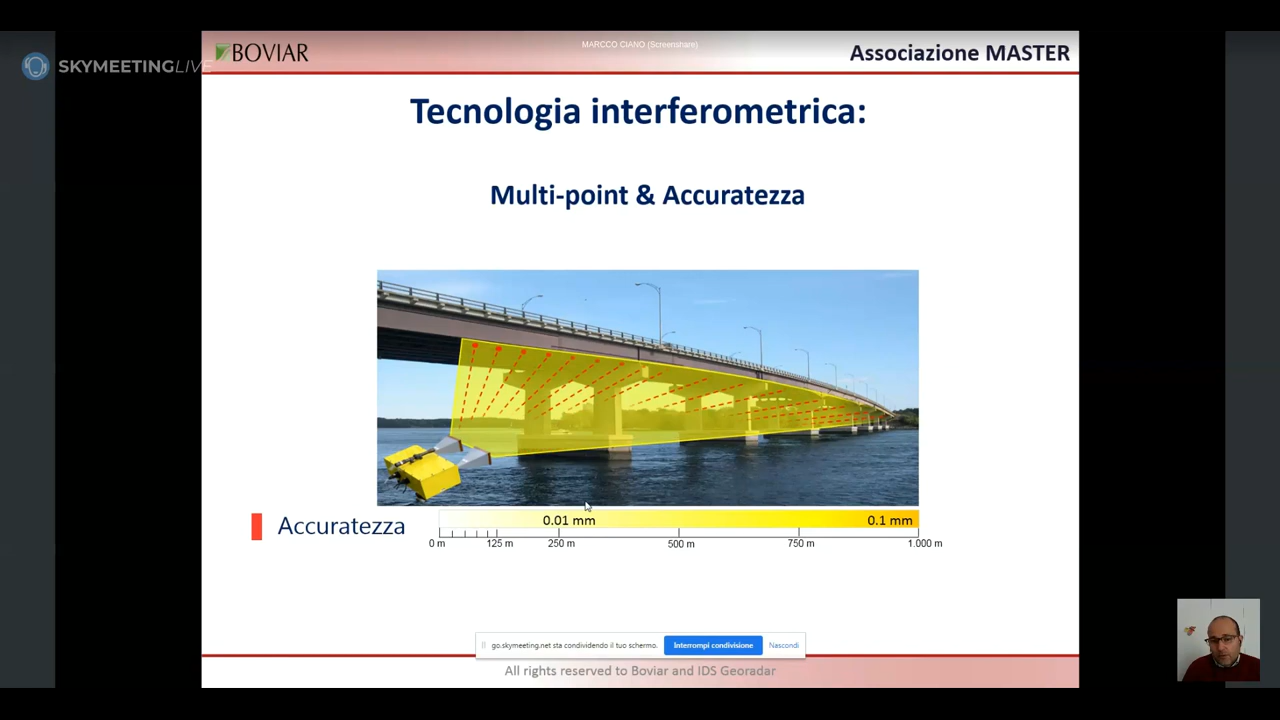 SKYMEETINGLIVE
BOVIAR
MARCCO CIANO (Screenshare)
Associazione MASTER
Tecnologia interferometrica:
Multi-point & Accuratezza
Accuratezza
0.01 mm
0.1 mm
0 m
125 m
250 m
500 m
750 m
1.000 m
go.skymeeting.net sta condividendo il tuo schermo.
Interrompi condivisione
Nascondi
All rights reserved to Boviar and IDS Georadar